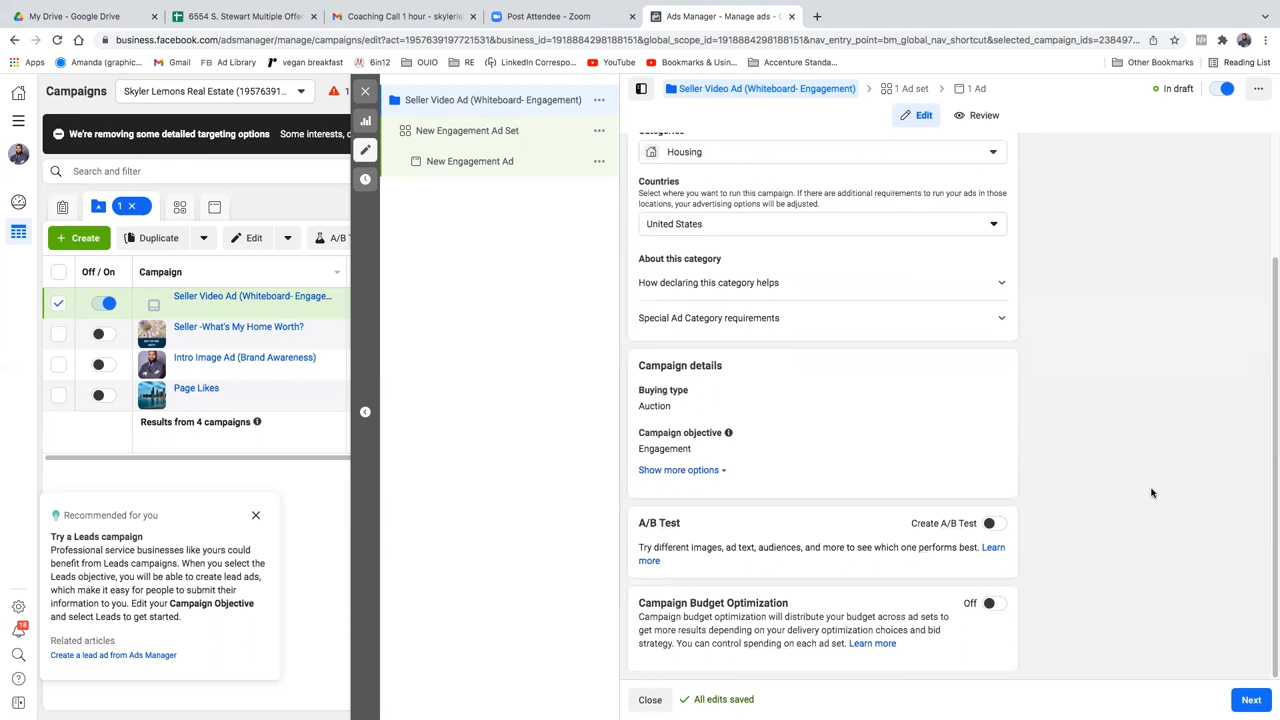 My Drive - Google Drive
6554 S. Stewart Multiple Offer
Coaching Call 1 hour - skylerle
Post Attendee - Zoom
Ads Manager - Manage ads - C
business.facebook.com/adsmanager/manage/campaigns/edit?act=1957639197721531&business_id=1918884298188151&global_scope_id=1918884298188151&nav_entry_point=bm_global_nav_shortcut&selected_campaign_ids=238497...
Apps
Amanda (graphic...
Gmail
Ad Library
vegan breakfast
6in12
OUIO
RE
LinkedIn Correspo...
YouTube
Business
Accenture Standa...
Other Bookmarks
Reading List
Campaigns
Skyler Lemons Real Estate (19576391...
1
We're removing some detailed targeting options Some interests,
Search and filter
1
Create
Duplicate
Edit
A/B T
Off / On
Campaign
Seller Video Ad (Whiteboard- Engage...
Seller -What's My Home Worth?
Intro Image Ad (Brand Awareness)
Page Likes
Results from 4 campaigns
Recommended for you
Try a Leads campaign
Professional service businesses like yours could
benefit from Leads campaigns. When you select the
Leads objective, you will be able to create lead ads,
which make it easy for people to submit their
information to you. Edit your Campaign Objective
and select Leads to get started.
Related articles
Create a lead ad from Ads Manager
18
Seller Video Ad (Whiteboard- Engagement)
New Engagement Ad Set
New Engagement Ad
Seller Video Ad (Whiteboard- Engagement)
1 Ad set
1 Ad
In draft
Edit
Review
Categories
Housing
Countries
Select where you want to run this campaign. If there are additional requirements to run your ads in those
locations, your advertising options will be adjusted.
United States
About this category
How declaring this category helps
Special Ad Category requirements
Campaign details
Buying type
Auction
Campaign objective
Engagement
Show more options
A/B Test
Create A/B Test
Try different images, ad text, audiences, and more to see which one performs best. Learn
more
Campaign Budget Optimization
Off
Campaign budget optimization will distribute your budget across ad sets to
get more results depending on your delivery optimization choices and bid
strategy. You can control spending on each ad set. Learn more
Close
All edits saved
Next